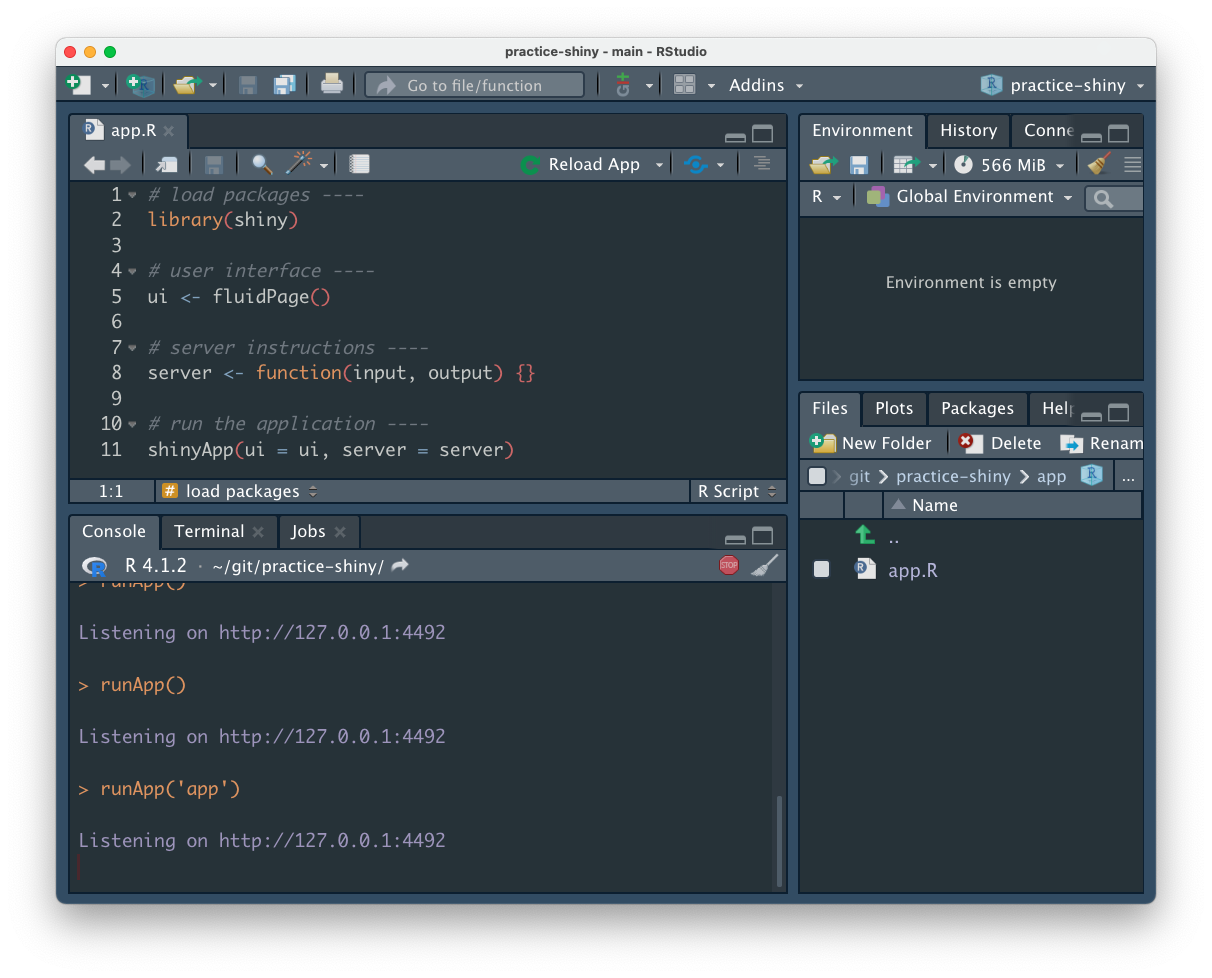 practice-shiny - main - RStudio
Go to file/function
Addins
practice-shiny
app.R
Reload App
1 # load packages ----
2 library(shiny)
3
4 # user interface ----
5 ui <- fluidPage()
6
7 # server instructions ----
8 server <- function(input, output) {}
9
10 # run the application ----
11 shinyApp(ui = ui, server = server)
1:1 # load packages R Script
Console Terminal Jobs
R 4.1.2 · ~/git/practice-shiny/
STOP
> runApp()
Listening on http://127.0.0.1:4492
> runApp()
Listening on http://127.0.0.1:4492
> runApp('app')
Listening on http://127.0.0.1:4492
Environment History Conne
566 MiB
R Global Environment
Environment is empty
Files Plots Packages Help
New Folder Delete Renam
git practice-shiny app R ...
Name
..
app.R